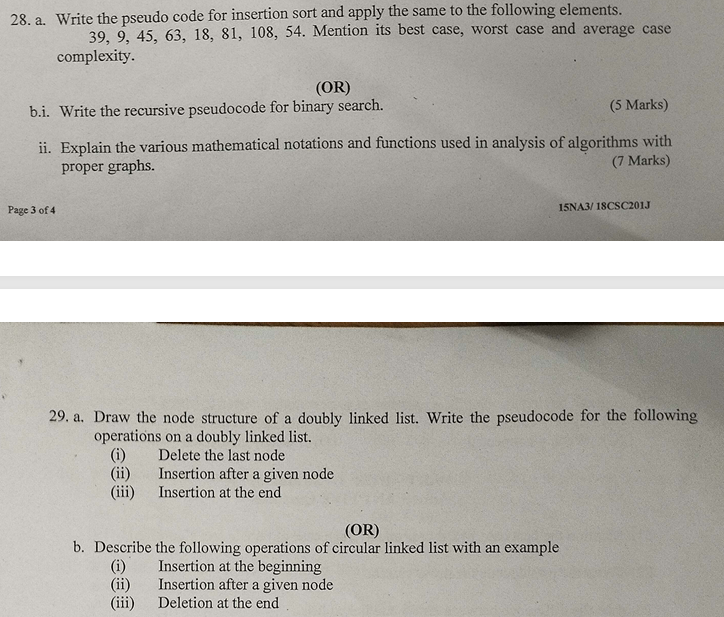 28. a. Write the pseudo code for insertion sort and apply the same to the following elements.
39, 9, 45, 63, 18, 81, 108, 54. Mention its best case, worst case and average case
complexity.
(OR)
b.i. Write the recursive pseudocode for binary search. (5 Marks)
ii. Explain the various mathematical notations and functions used in analysis of algorithms with
proper graphs. (7 Marks)
Page 3 of 4 15NA3/ 18CSC201J
29. a. Draw the node structure of a doubly linked list. Write the pseudocode for the following
operations on a doubly linked list.
(i) Delete the last node
(ii) Insertion after a given node
(iii) Insertion at the end
(OR)
b. Describe the following operations of circular linked list with an example
(i) Insertion at the beginning
(ii) Insertion after a given node
(iii) Deletion at the end